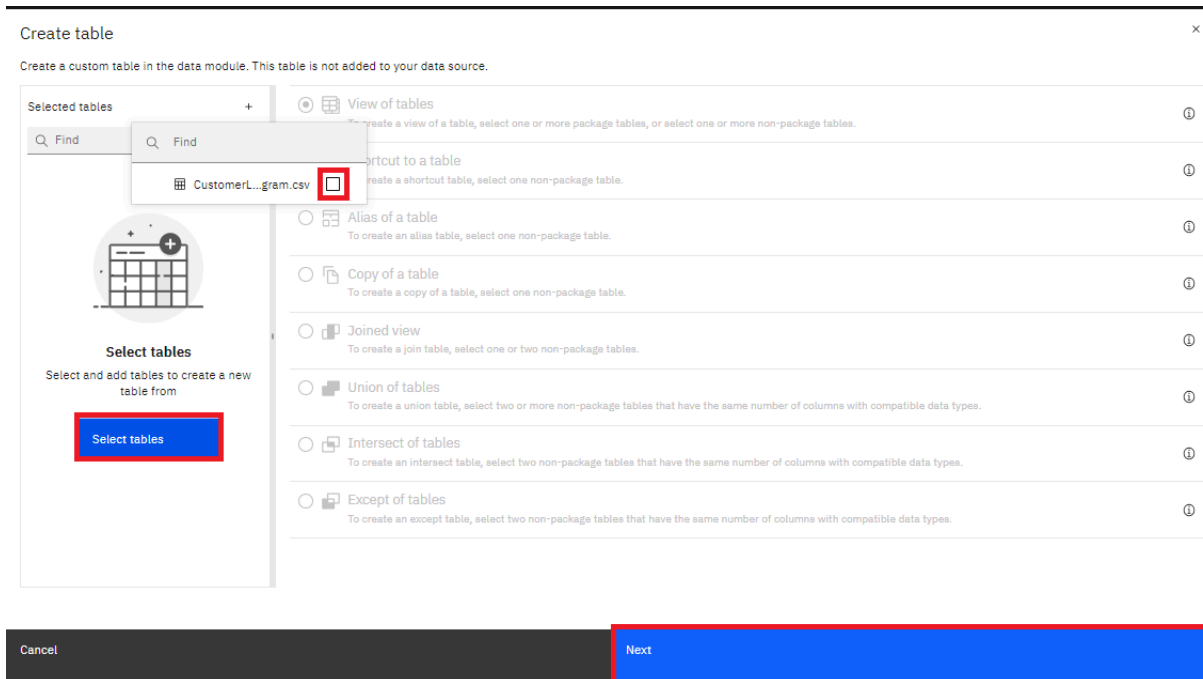 Create table
Create a custom table in the data module. This table is not added to your data source.
Selected tables
Find
Find
CustomerL...gram.csv
Select tables
Select and add tables to create a new
table from
Select tables
View of tables
create a view of a table, select one or more package tables, or select one or more non-package tables.
to a table
create a shortcut table, select one non-package table.
Alias of a table
To create an alias table, select one non-package table.
Copy of a table
To create a copy of a table, select one non-package table.
Joined view
To create a join table, select one or two non-package tables.
Union of tables
To create a union table, select two or more non-package tables that have the same number of columns with compatible data types.
Intersect of tables
To create an intersect table, select two non-package tables that have the same number of columns with compatible data types.
Except of tables
To create an except table, select two non-package tables that have the same number of columns with compatible data types.
Cancel
Next